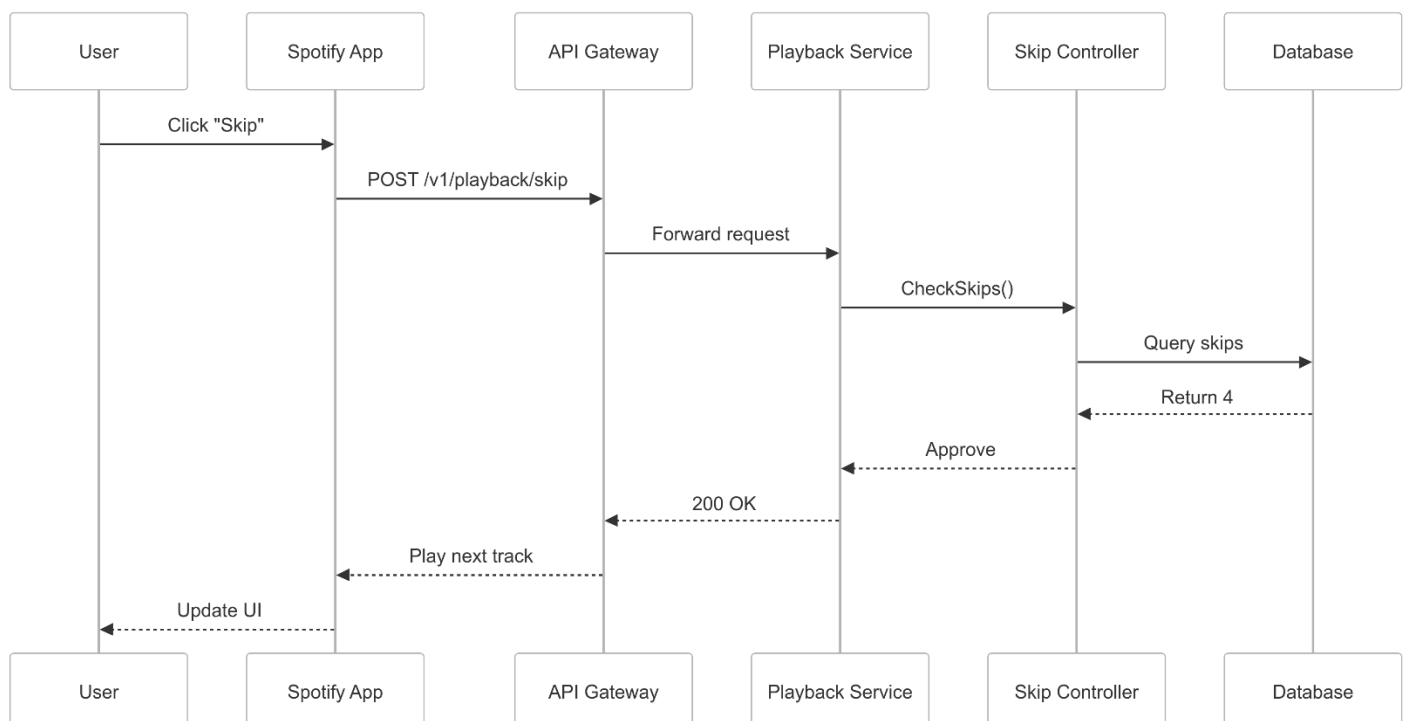 User
Spotify App
API Gateway
Playback Service
Skip Controller
Database
Click "Skip"
POST /v1/playback/skip
Forward request
CheckSkips()
Query skips
Return 4
Approve
200 OK
Play next track
Update UI
User
Spotify App
API Gateway
Playback Service
Skip Controller
Database